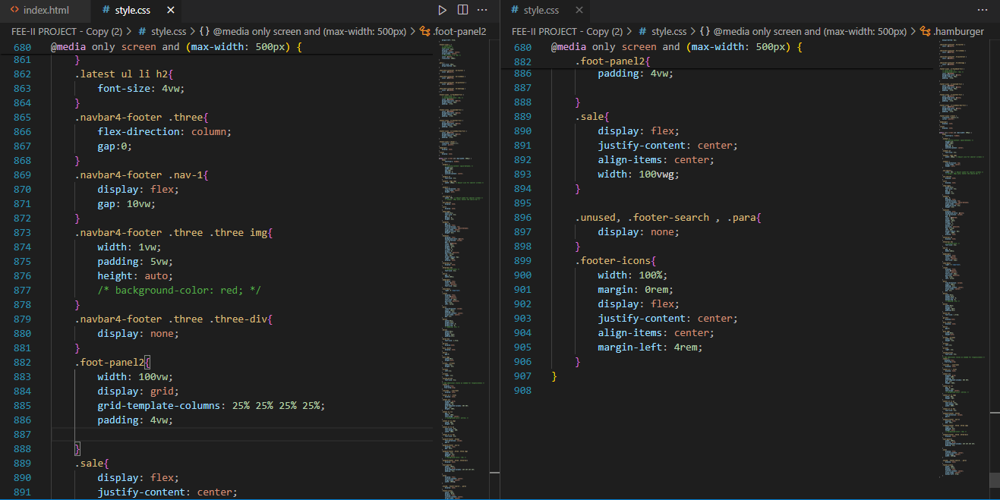 index.html
# style.css
FEE-II PROJECT - Copy (2) > # style.css > {} @media only screen and (max-width: 500px) > .foot-panel2
680 @media only screen and (max-width: 500px) {
861 }
862 .latest ul li h2{
863 font-size: 4vw;
864 }
865 .navbar4-footer .three{
866 flex-direction: column;
867 gap:0;
868 }
869 .navbar4-footer .nav-1{
870 display: flex;
871 gap: 10vw;
872 }
873 .navbar4-footer .three .three img{
874 width: 1vw;
875 padding: 5vw;
876 height: auto;
877 /* background-color: red; */
878 }
879 .navbar4-footer .three .three-div{
880 display: none;
881 }
882 .foot-panel2{
883 width: 100vw;
884 display: grid;
885 grid-template-columns: 25% 25% 25% 25%;
886 padding: 4vw;
887
888 }
889 .sale{
890 display: flex;
891 justify-content: center;
# style.css
FEE-II PROJECT - Copy (2) > # style.css > {} @media only screen and (max-width: 500px) > .hamburger
680 @media only screen and (max-width: 500px) {
882 .foot-panel2{
886 padding: 4vw;
887
888 }
889 .sale{
890 display: flex;
891 justify-content: center;
892 align-items: center;
893 width: 100vwg;
894 }
895
896 .unused, .footer-search , .para{
897 display: none;
898 }
899 .footer-icons{
900 width: 100%;
901 margin: 0rem;
902 display: flex;
903 justify-content: center;
904 align-items: center;
905 margin-left: 4rem;
906 }
907 }
908